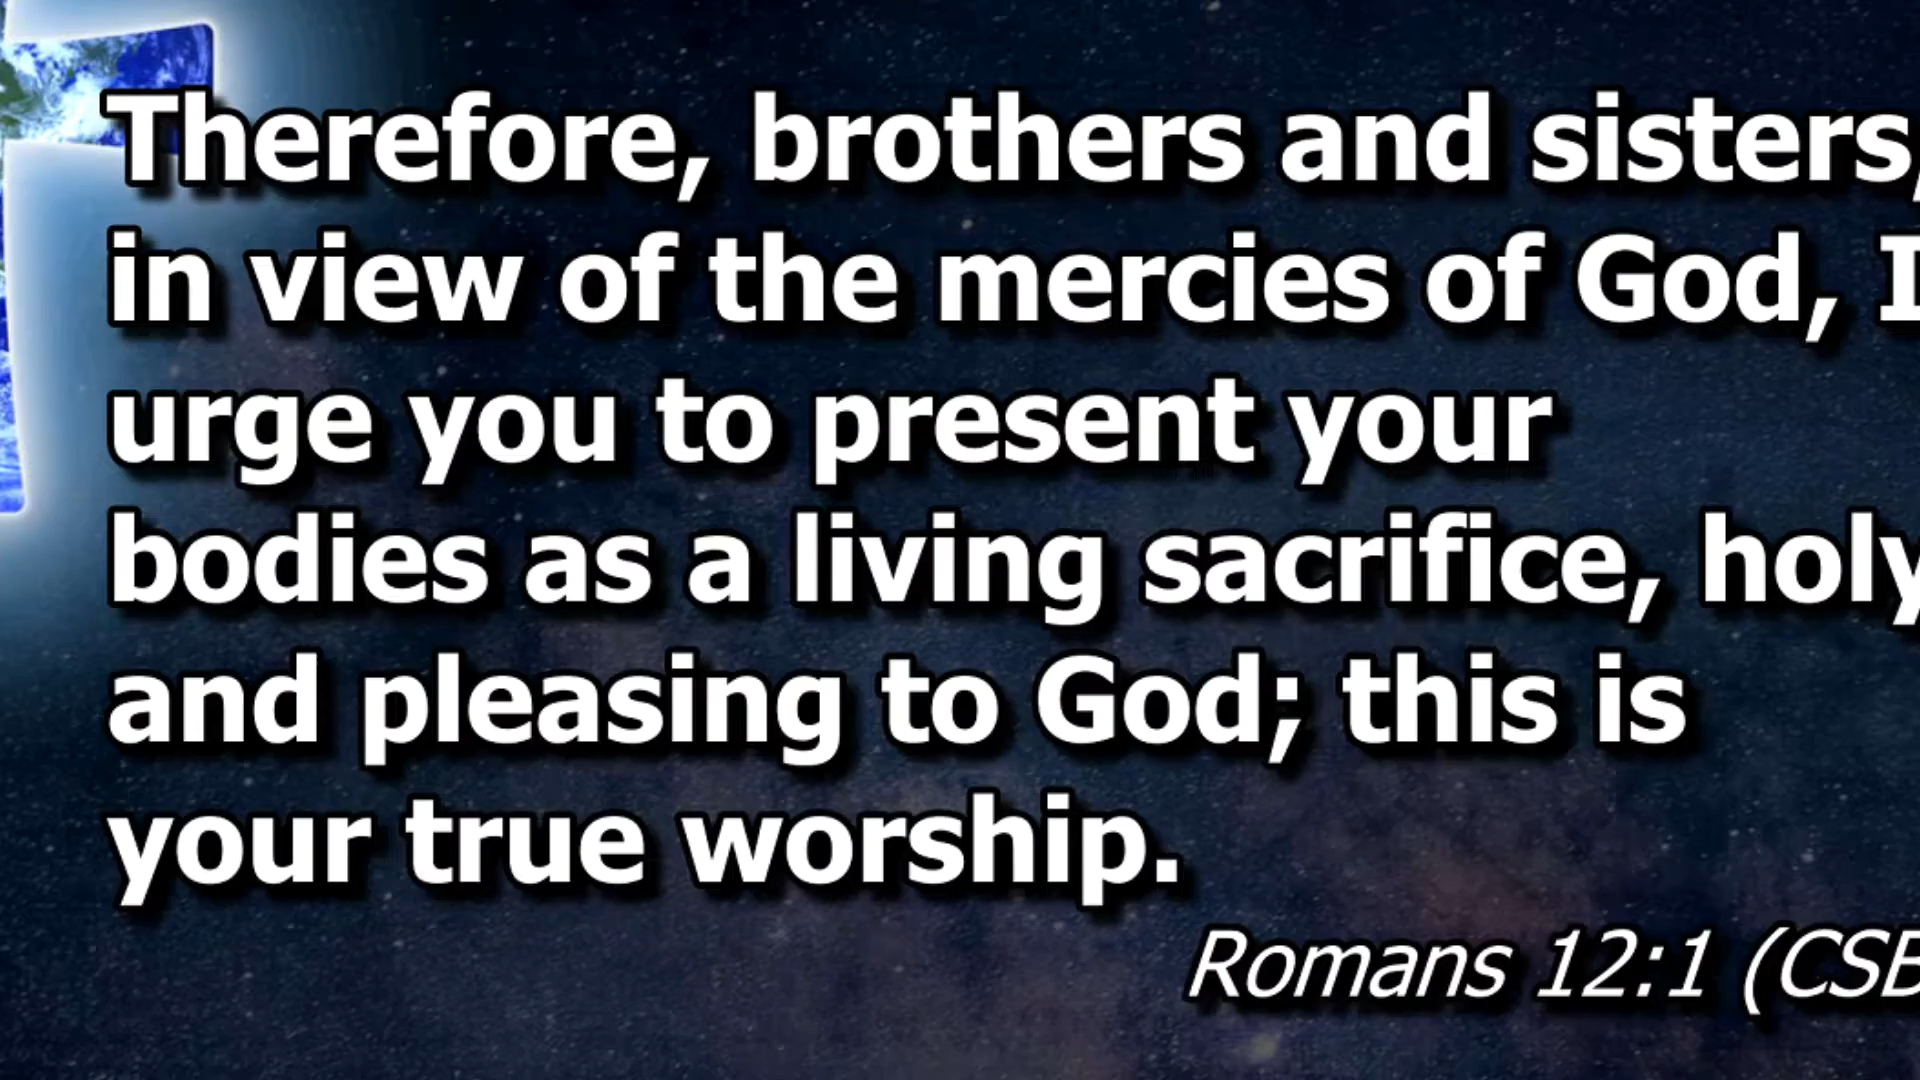 Therefore, brothers and sisters,
in view of the mercies of God, I
urge you to present your
bodies as a living sacrifice, holy
and pleasing to God; this is
your true worship.
Romans 12:1 (CSB